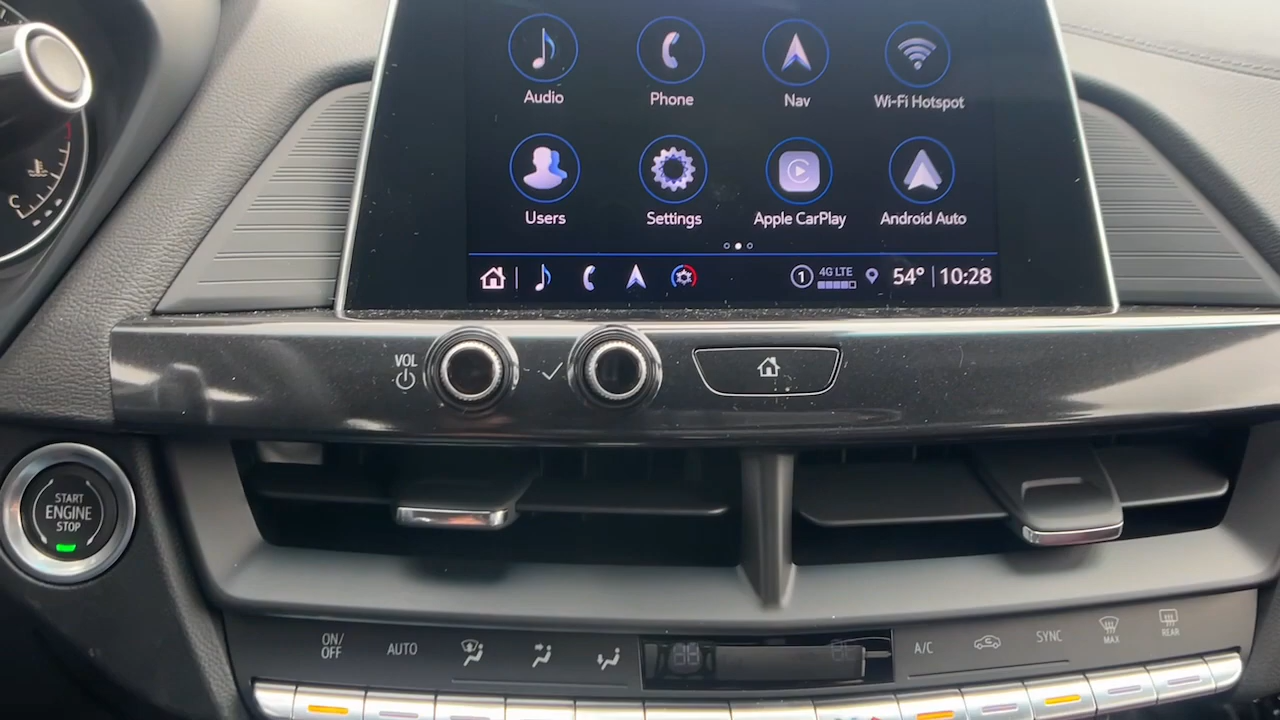 Audio
Phone
Nav
Wi-Fi Hotspot
Users
Settings
Apple CarPlay
Android Auto
1
4G LTE
54°
10:28
VOL
C
START
ENGINE
STOP
ON/
OFF
AUTO
A/C
SYNC
MAX
REAR